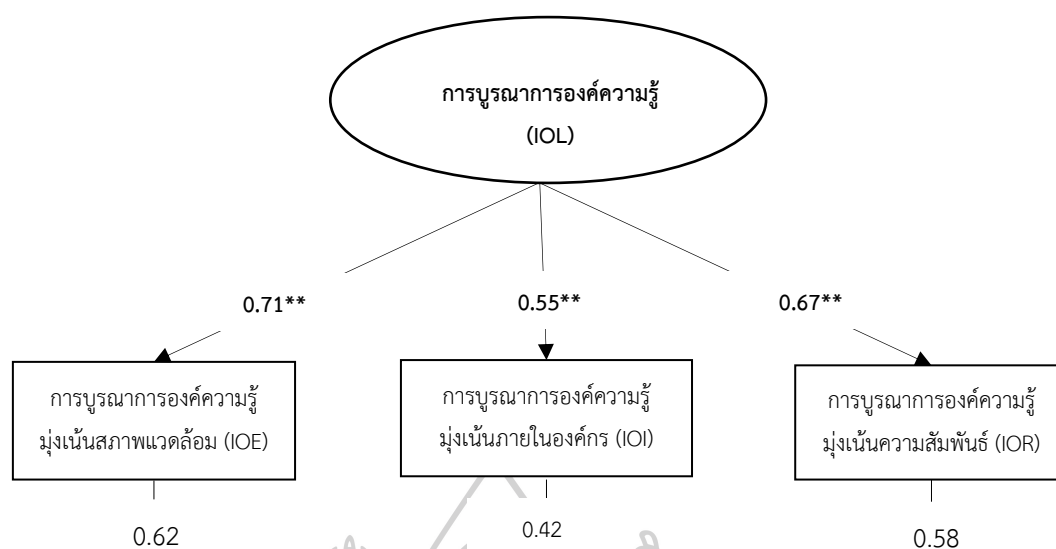 การบูรณาการองค์ความรู้
(IOL)
0.71**
0.55**
0.67**
การบูรณาการองค์ความรู้
มุ่งเน้นสภาพแวดล้อม (IOE)
การบูรณาการองค์ความรู้
มุ่งเน้นภายในองค์กร (IOI)
การบูรณาการองค์ความรู้
มุ่งเน้นความสัมพันธ์ (IOR)
0.62
0.42
0.58